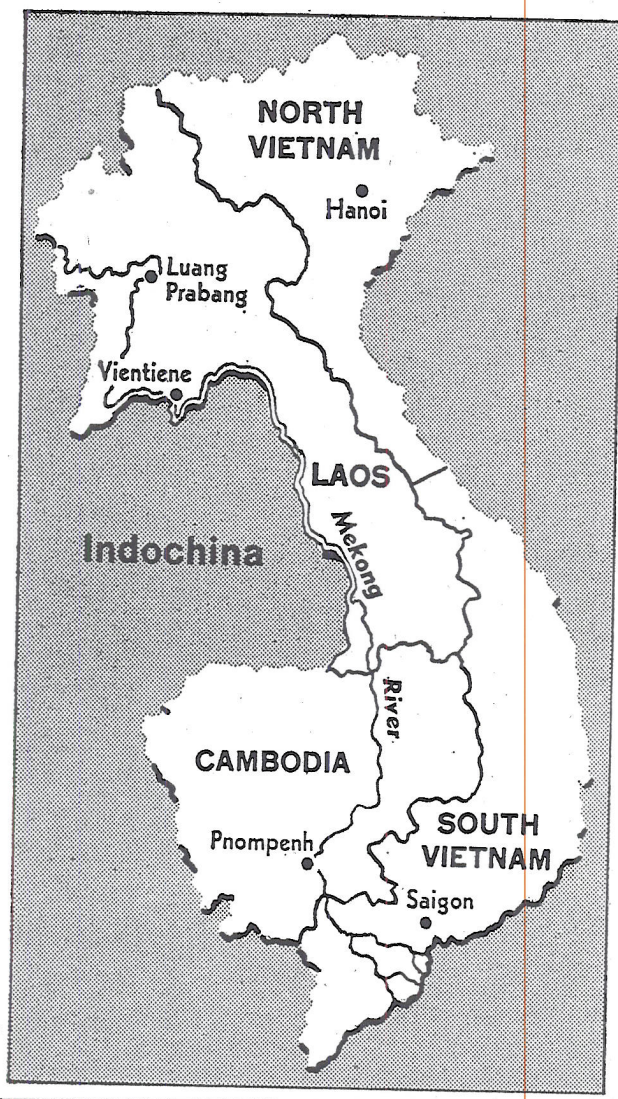 NORTH
VIETNAM
Hanoi
Luang
Prabang
Vientiene
LAOS
Mekong
Indochina
River
CAMBODIA
SOUTH
VIETNAM
Pnompenh
Saigon